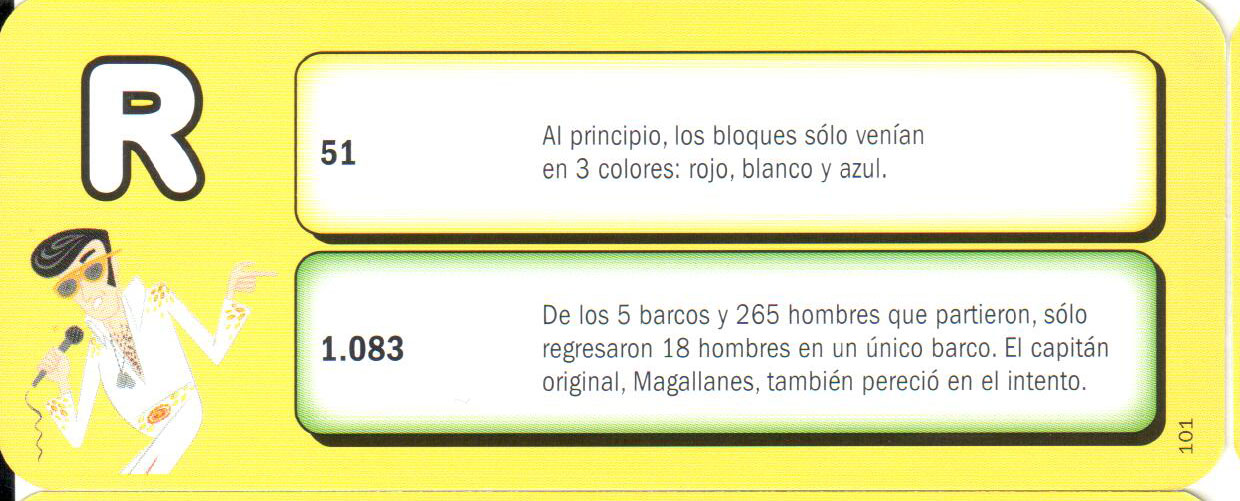 R
51
Al principio, los bloques sólo venían
en 3 colores: rojo, blanco y azul.
1.083
De los 5 barcos y 265 hombres que partieron, sólo
regresaron 18 hombres en un único barco. El capitán
original, Magallanes, también pereció en el intento.
101